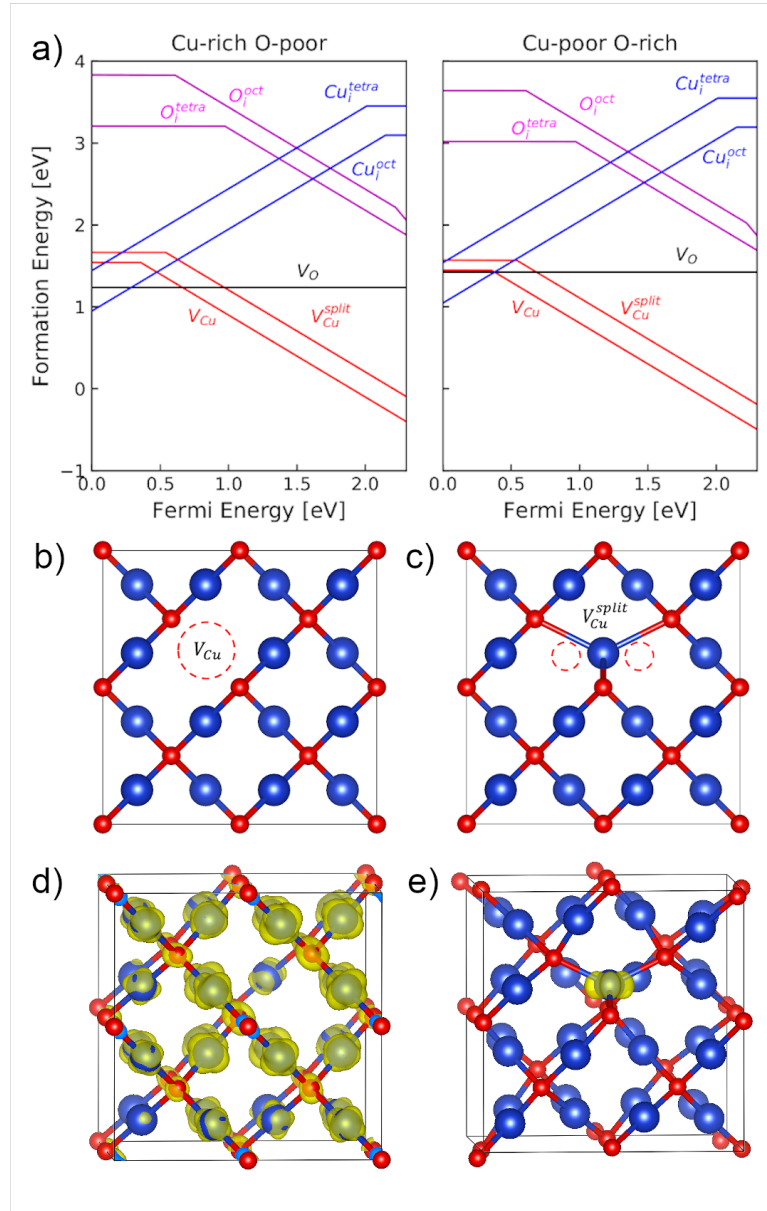 a)
Cu-rich O-poor
Cu-poor O-rich
Formation Energy [eV]
4
3
2
1
0
−1
O_i^oct
O_i^tetra
Cu_i^tetra
Cu_i^oct
V_O
V_Cu
V_Cu^split
O_i^oct
O_i^tetra
Cu_i^tetra
Cu_i^oct
V_O
V_Cu
V_Cu^split
0.0 0.5 1.0 1.5 2.0
0.0 0.5 1.0 1.5 2.0
Fermi Energy [eV]
Fermi Energy [eV]
b)
V_Cu
c)
V_Cu^split
d)
e)